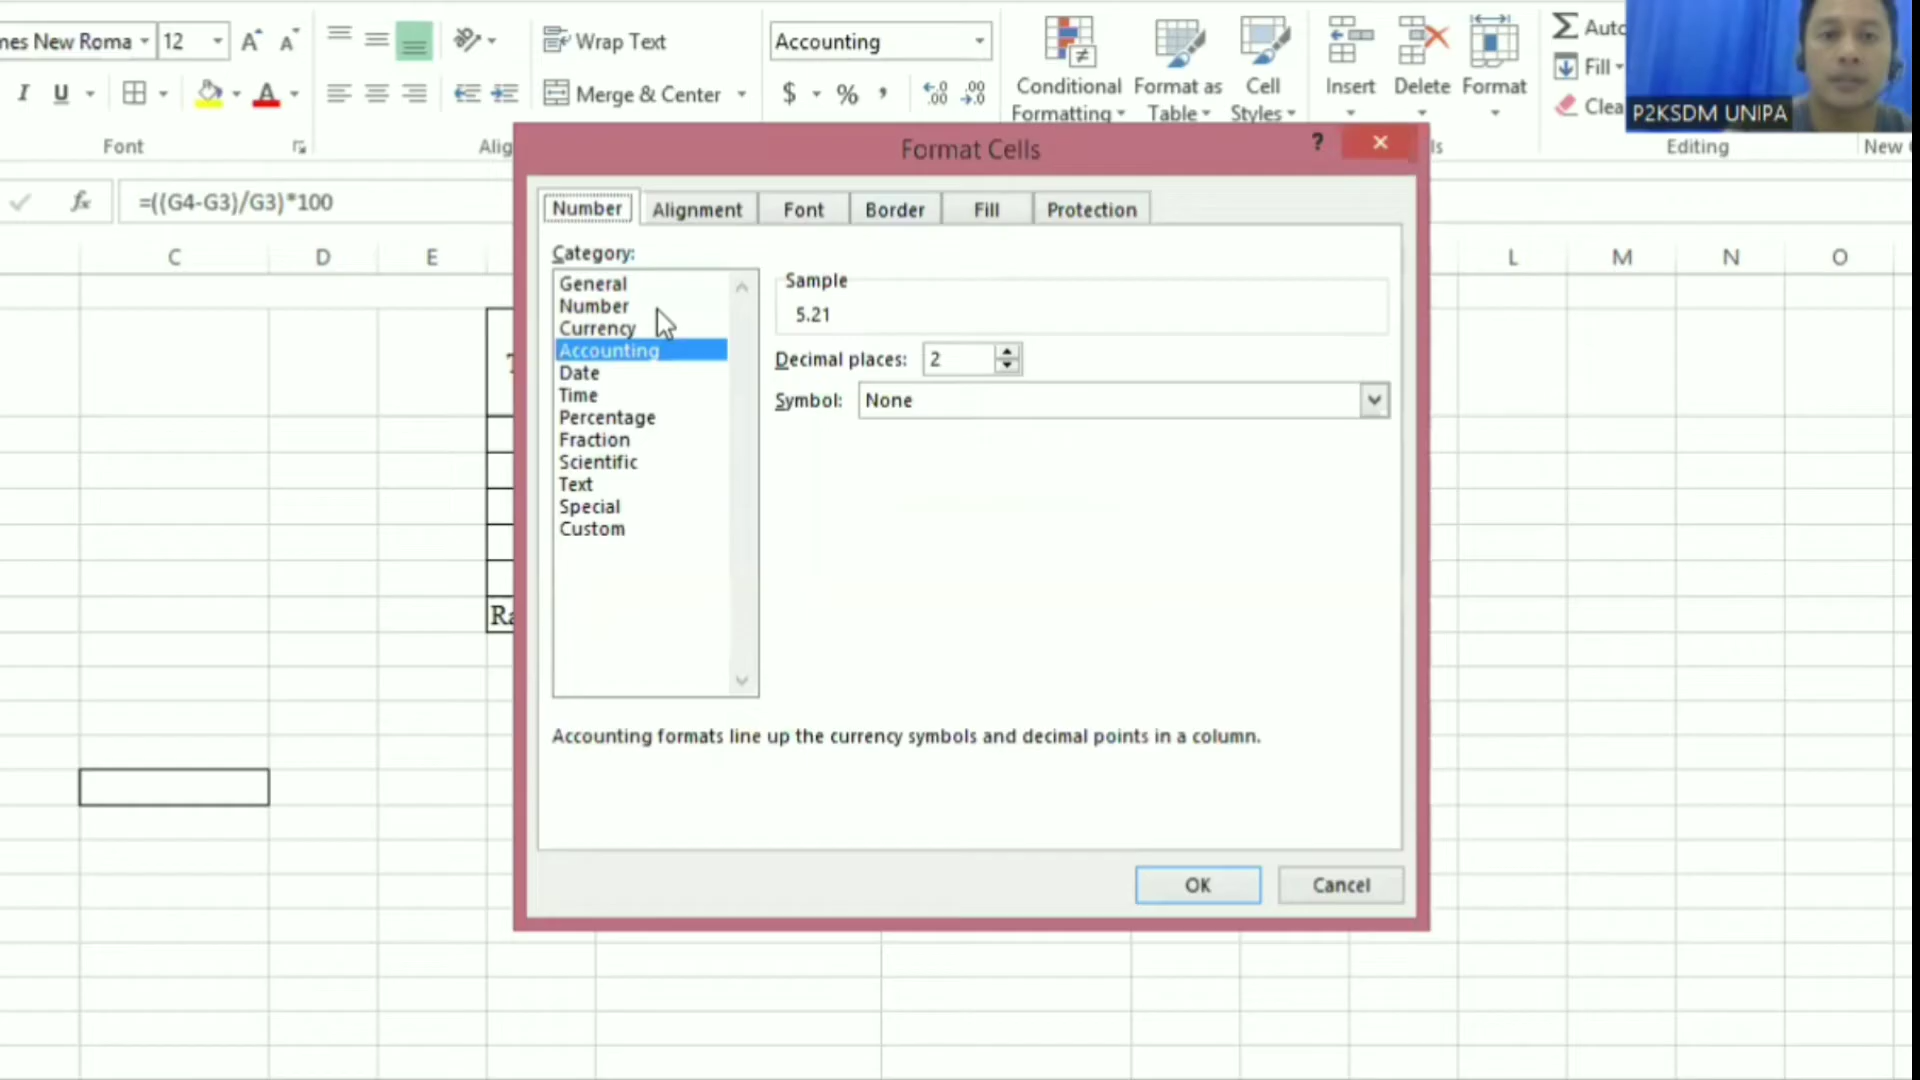 nes New Roma 12 A A Wrap Text Accounting Auto
I U A Merge & Center $ % , .00 .00 Conditional Formatting Format as Table Cell Styles Insert Delete Format Fill
Clea P2KSDM UNIPA
Font Alig ls Editing New
fx =((G4-G3)/G3)*100
C D E L M N O
Format Cells ?
Number Alignment Font Border Fill Protection
Category:
General
Number
Currency
Accounting
Date
Time
Percentage
Fraction
Scientific
Text
Special
Custom
Sample
5.21
Decimal places: 2
Symbol: None
Ra
Accounting formats line up the currency symbols and decimal points in a column.
OK Cancel